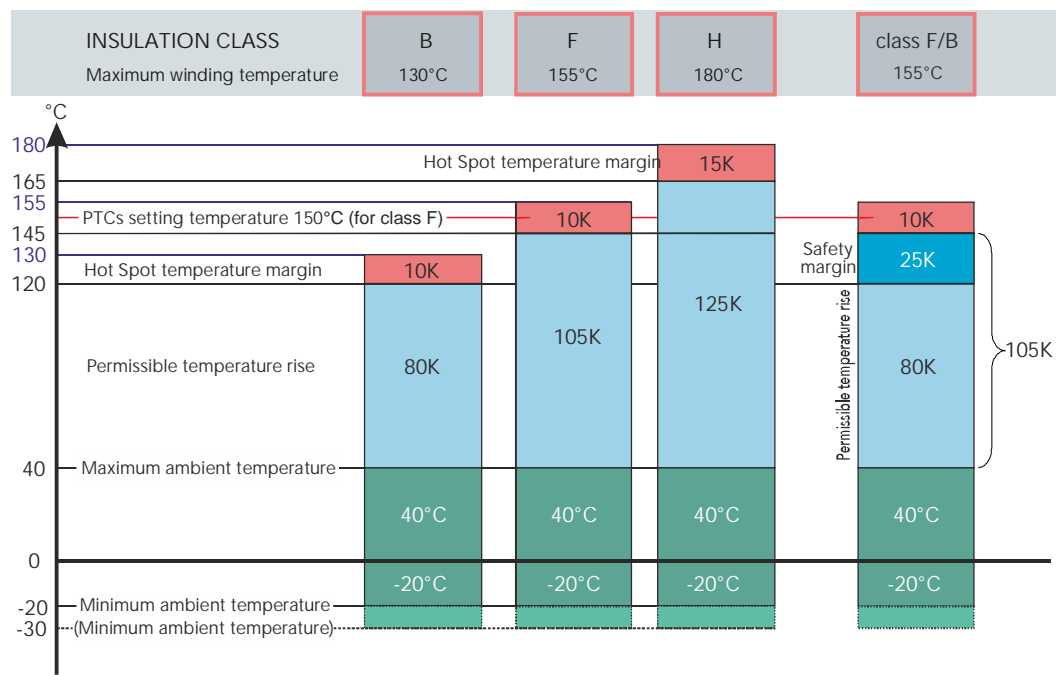 INSULATION CLASS B F H class F/B
Maximum winding temperature 130°C 155°C 180°C 155°C
°C
180
Hot Spot temperature margin 15K
165
155
PTCs setting temperature 150°C (for class F) 10K 10K
145
130
Safety
margin 25K
Hot Spot temperature margin 10K
120
125K
105K
Permissible temperature rise
105K
Permissible temperature rise 80K 80K
40 Maximum ambient temperature
40°C 40°C 40°C 40°C
0
-20°C -20°C -20°C -20°C
-20 Minimum ambient temperature
-30 (Minimum ambient temperature)